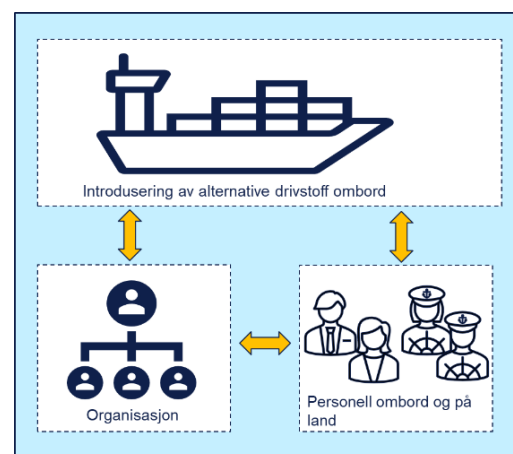 Introdusering av alternative drivstoff ombord
Organisasjon
Personell ombord og på
land